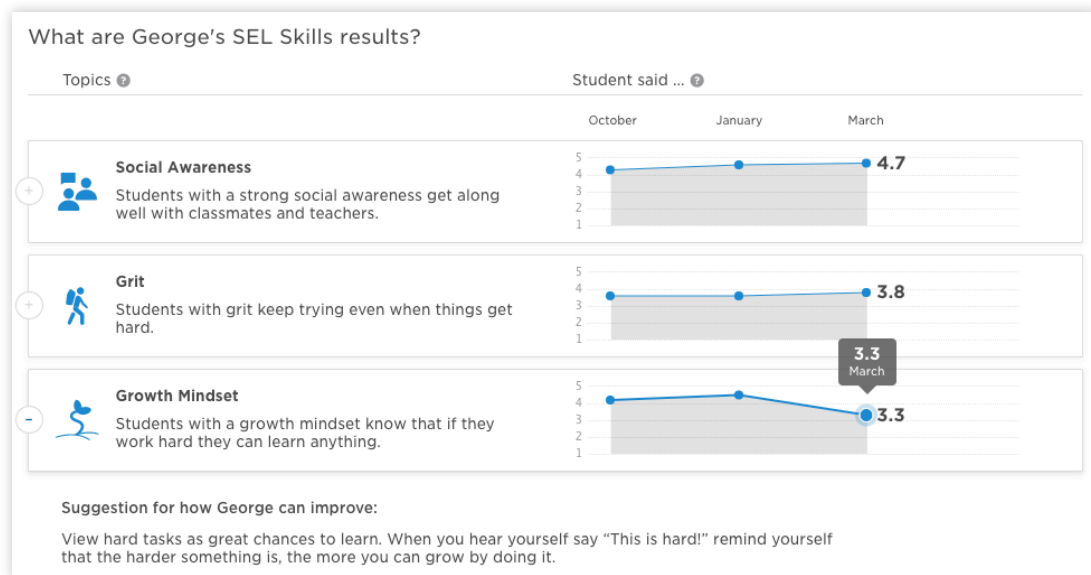 What are George's SEL Skills results?
Topics ?
Student said ... ?
October January March
Social Awareness
Students with a strong social awareness get along
well with classmates and teachers.
5
4
3
2
1
4.7
Grit
Students with grit keep trying even when things get
hard.
5
4
3
2
1
3.8
3.3
March
Growth Mindset
Students with a growth mindset know that if they
work hard they can learn anything.
5
4
3
2
1
3.3
Suggestion for how George can improve:
View hard tasks as great chances to learn. When you hear yourself say “This is hard!” remind yourself
that the harder something is, the more you can grow by doing it.